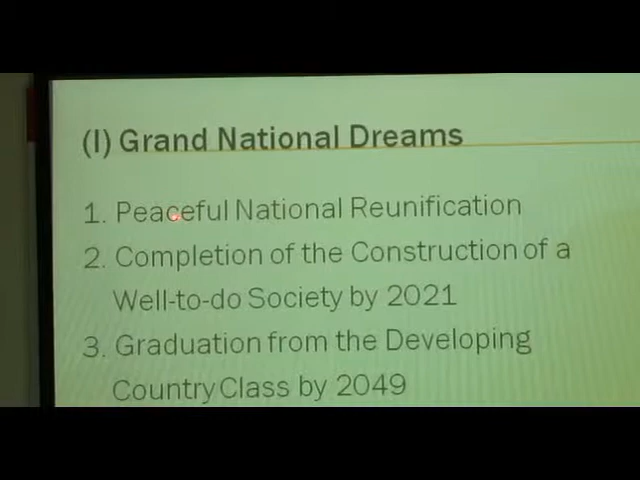 (I) Grand National Dreams
1. Peaceful National Reunification
2. Completion of the Construction of a
Well-to-do Society by 2021
3. Graduation from the Developing
Country Class by 2049